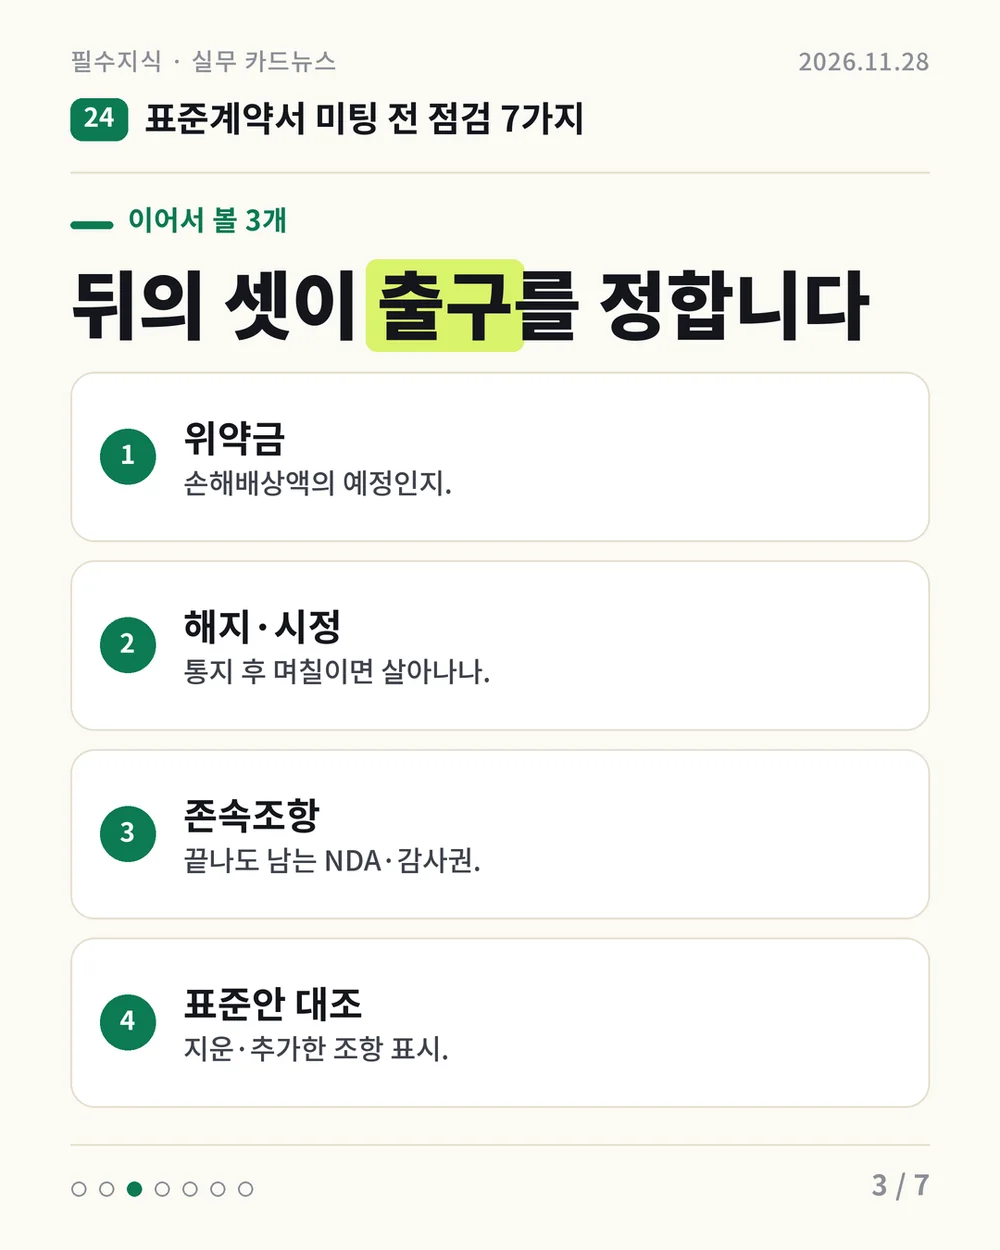 필수지식 · 실무 카드뉴스
2026.11.28
24 표준계약서 미팅 전 점검 7가지
이어서 볼 3개
뒤의 셋이 출구를 정합니다
1
위약금
손해배상액의 예정인지.
2
해지·시정
통지 후 며칠이면 살아나나.
3
존속조항
끝나도 남는 NDA·감사권.
4
표준안 대조
지운·추가한 조항 표시.
3 / 7